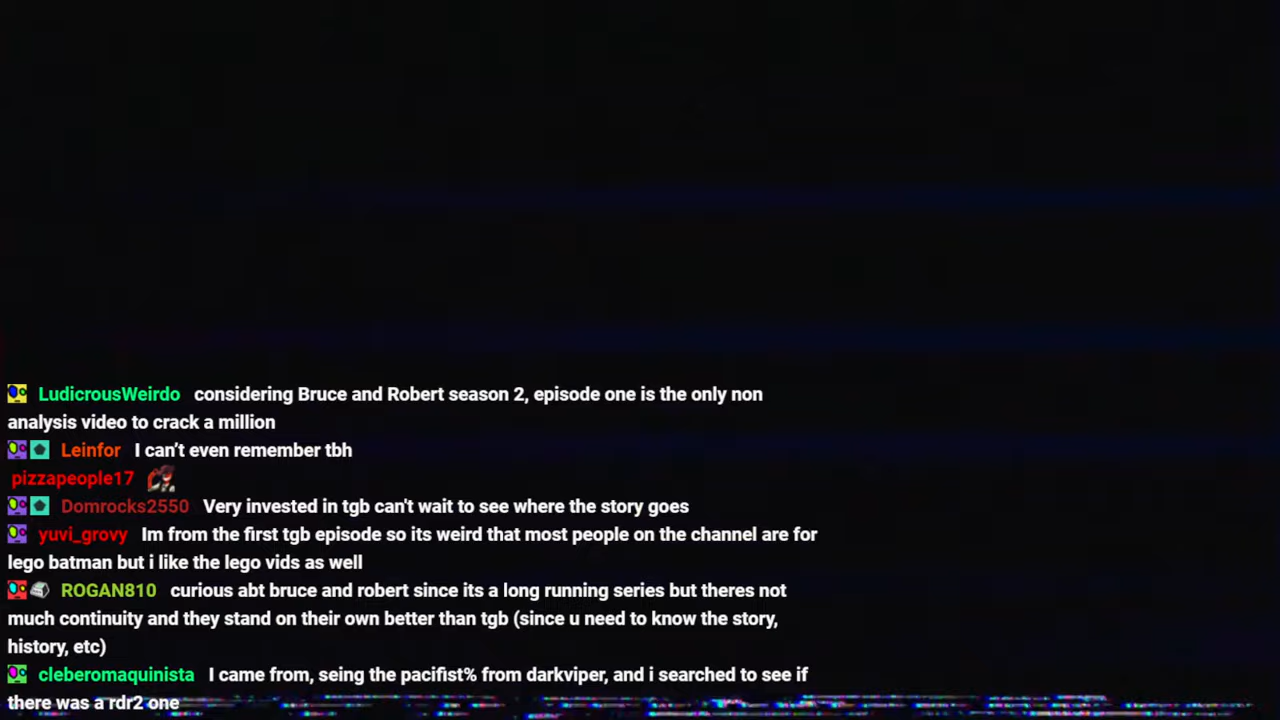 LudicrousWeirdo considering Bruce and Robert season 2, episode one is the only non
analysis video to crack a million
Leinfor I can’t even remember tbh
pizzapeople17
Domrocks2550 Very invested in tgb can't wait to see where the story goes
yuvi_grovy Im from the first tgb episode so its weird that most people on the channel are for
lego batman but i like the lego vids as well
ROGAN810 curious abt bruce and robert since its a long running series but theres not
much continuity and they stand on their own better than tgb (since u need to know the story,
history, etc)
cleberomaquinista I came from, seing the pacifist% from darkviper, and i searched to see if
there was a rdr2 one